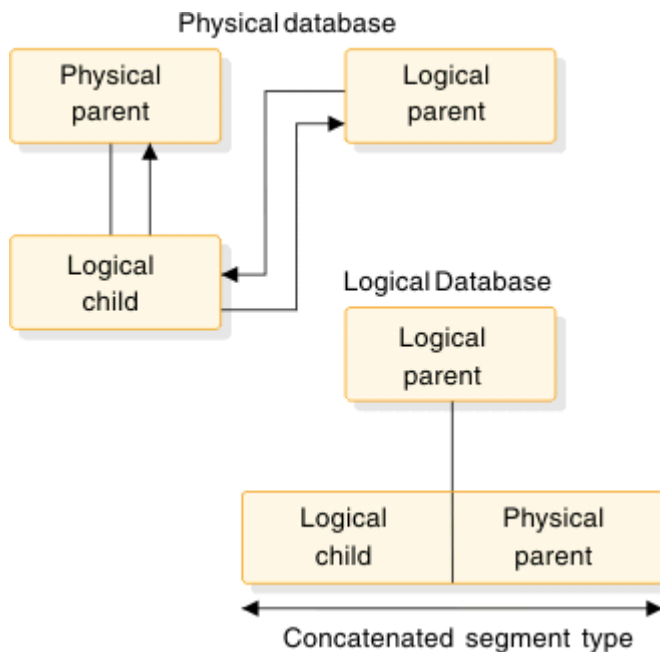 Physical database
Physical
parent
Logical
parent
Logical
child
Logical Database
Logical
parent
Logical
child
Physical
parent
Concatenated segment type